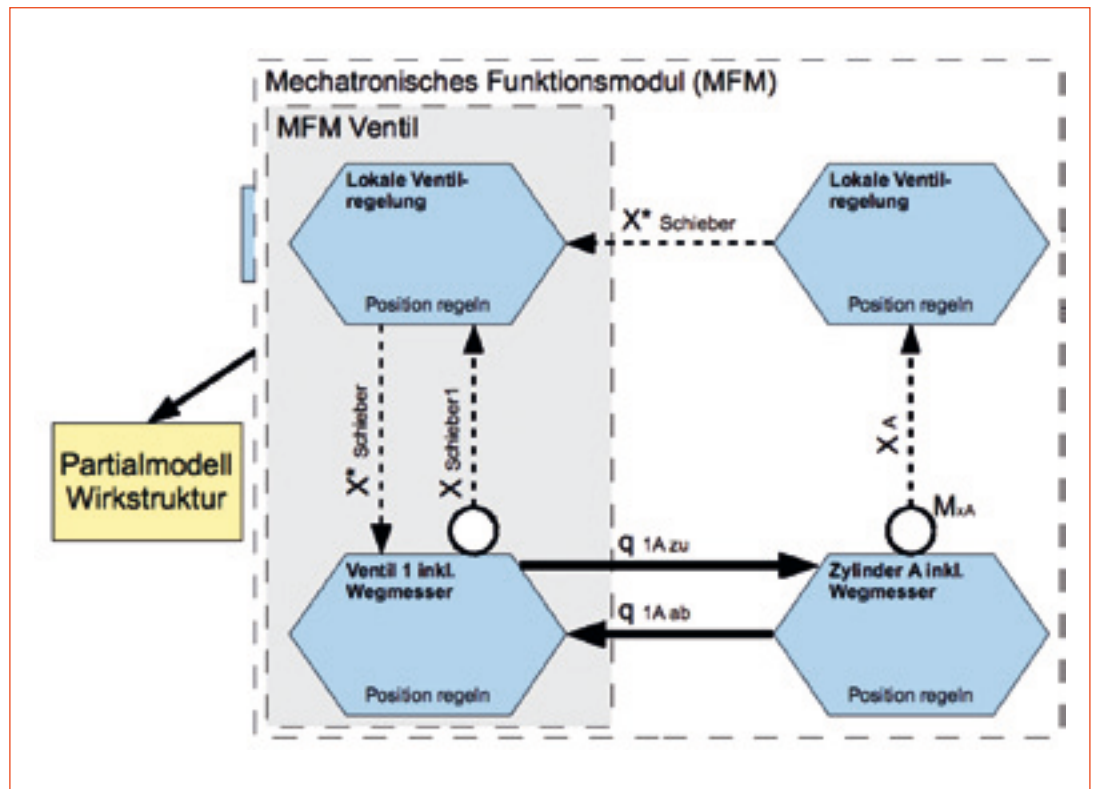 Mechatronisches Funktionsmodul (MFM)
MFM Ventil
Lokale Ventil-
regelung
Position regeln
X* Schieber
Lokale Ventil-
regelung
Position regeln
X* Schieber
X Schieber1
X A
MxA
Partialmodell
Wirkstruktur
q 1A zu
q 1A ab
Ventil 1 inkl.
Wegmesser
Position regeln
Zylinder A inkl.
Wegmesser
Position regeln